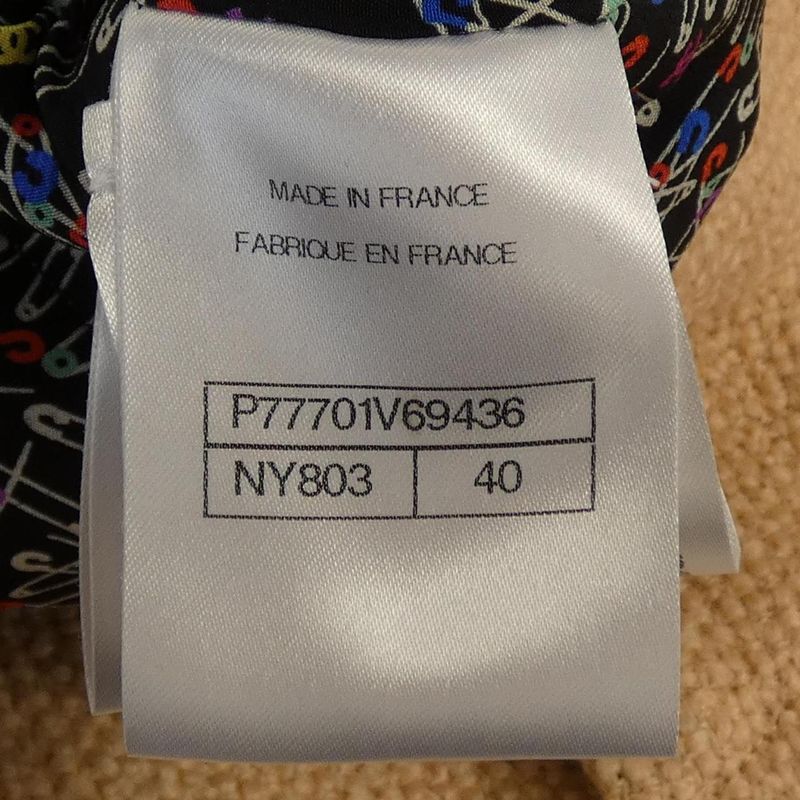 MADE IN FRANCE
FABRIQUE EN FRANCE
P77701V69436
NY803 40